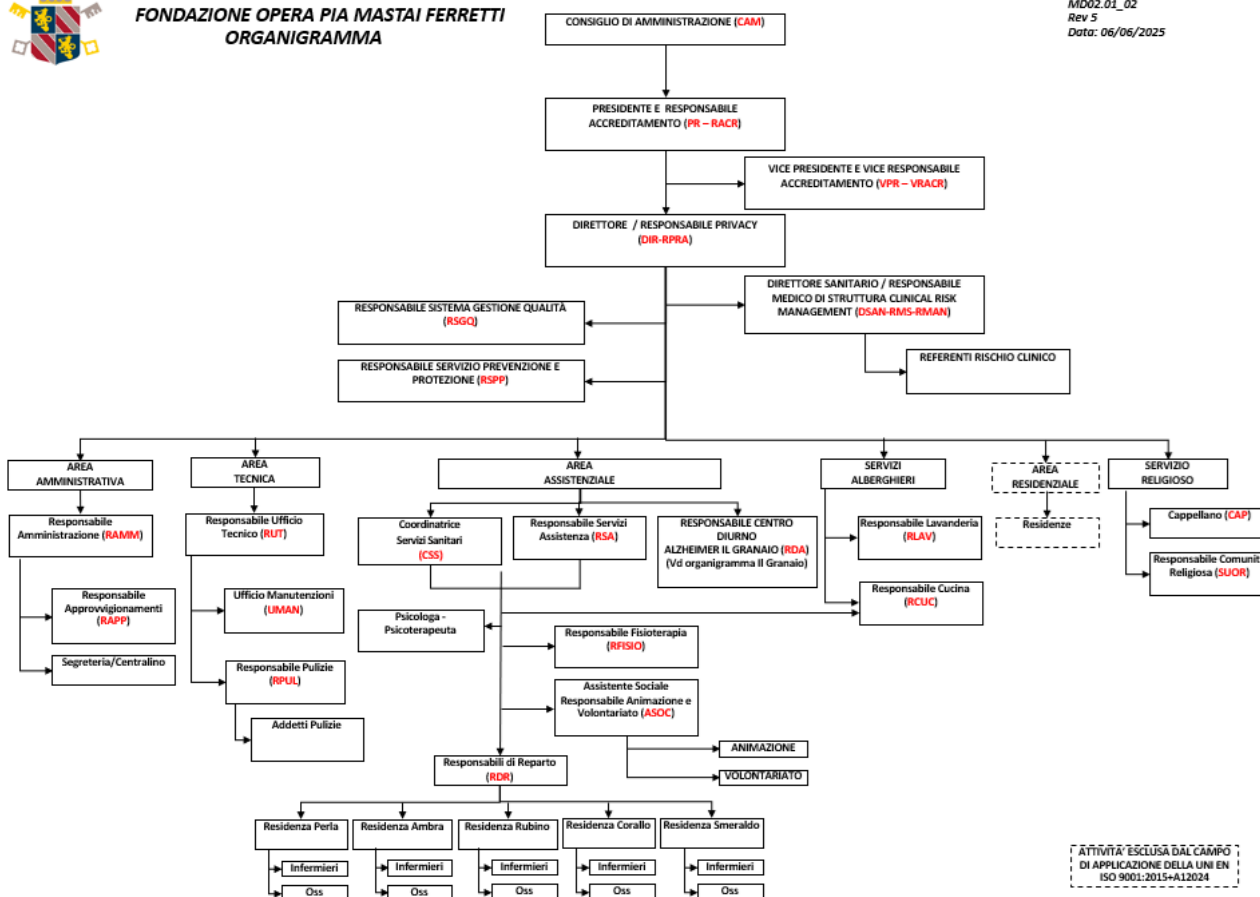 FONDAZIONE OPERA PIA MASTAI FERRETTI
ORGANIGRAMMA
MD02.01_02
Rev 5
Data: 06/06/2025
CONSIGLIO DI AMMINISTRAZIONE (CAM)
PRESIDENTE E RESPONSABILE
ACCREDITAMENTO (PR – RACR)
VICE PRESIDENTE E VICE RESPONSABILE
ACCREDITAMENTO (VPR – VRACR)
DIRETTORE / RESPONSABILE PRIVACY
(DIR-RPRA)
DIRETTORE SANITARIO / RESPONSABILE
MEDICO DI STRUTTURA CLINICAL RISK
MANAGEMENT (DSAN-RMS-RMAN)
RESPONSABILE SISTEMA GESTIONE QUALITÀ
(RSGQ)
REFERENTI RISCHIO CLINICO
RESPONSABILE SERVIZIO PREVENZIONE E
PROTEZIONE (RSPP)
AREA
AMMINISTRATIVA
AREA
TECNICA
AREA
ASSISTENZIALE
SERVIZI
ALBERGHIERI
AREA
RESIDENZIALE
SERVIZIO
RELIGIOSO
Responsabile
Amministrazione (RAMM)
Responsabile Ufficio
Tecnico (RUT)
Coordinatrice
Servizi Sanitari
(CSS)
Responsabile Servizi
Assistenza (RSA)
RESPONSABILE CENTRO
DIURNO
ALZHEIMER IL GRANAIO (RDA)
(Vd organigramma Il Granaio)
Responsabile Lavanderia
(RLAV)
Residenze
Cappellano (CAP)
Responsabile Comunit
Religiosa (SUOR)
Responsabile
Approvvigionamenti
(RAPP)
Ufficio Manutenzioni
(UMAN)
Responsabile Cucina
(RCUC)
Psicologa -
Psicoterapeuta
Responsabile Fisioterapia
(RFISIO)
Segreteria/Centralino
Responsabile Pulizie
(RPUL)
Assistente Sociale
Responsabile Animazione e
Volontariato (ASOC)
Addetti Pulizie
ANIMAZIONE
VOLONTARIATO
Responsabili di Reparto
(RDR)
Residenza Perla
Residenza Ambra
Residenza Rubino
Residenza Corallo
Residenza Smeraldo
Infermieri
Infermieri
Infermieri
Infermieri
Infermieri
Oss
Oss
Oss
Oss
Oss
ATTIVITA' ESCLUSA DAL CAMPO
DI APPLICAZIONE DELLA UNI EN
ISO 9001:2015+A12024